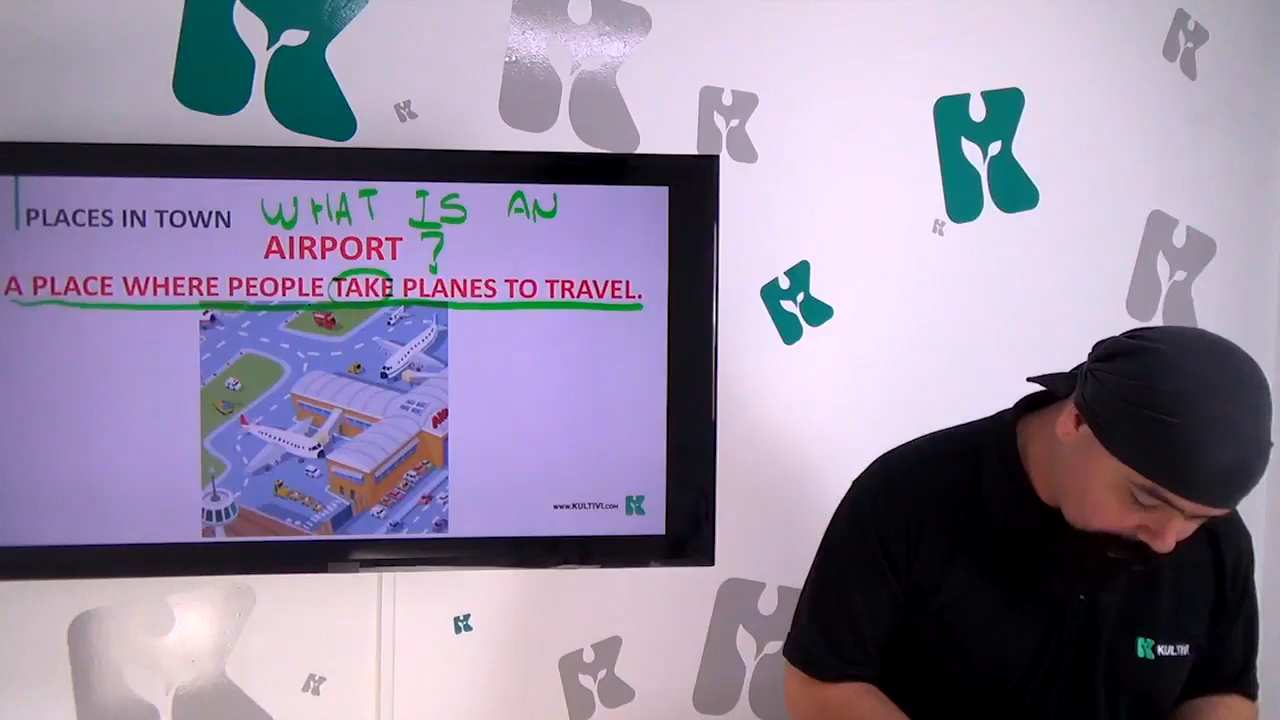 PLACES IN TOWN WHAT IS AN
AIRPORT ?
A PLACE WHERE PEOPLE TAKE PLANES TO TRAVEL.
WWW.KULTIVI.COM
KULTIVI